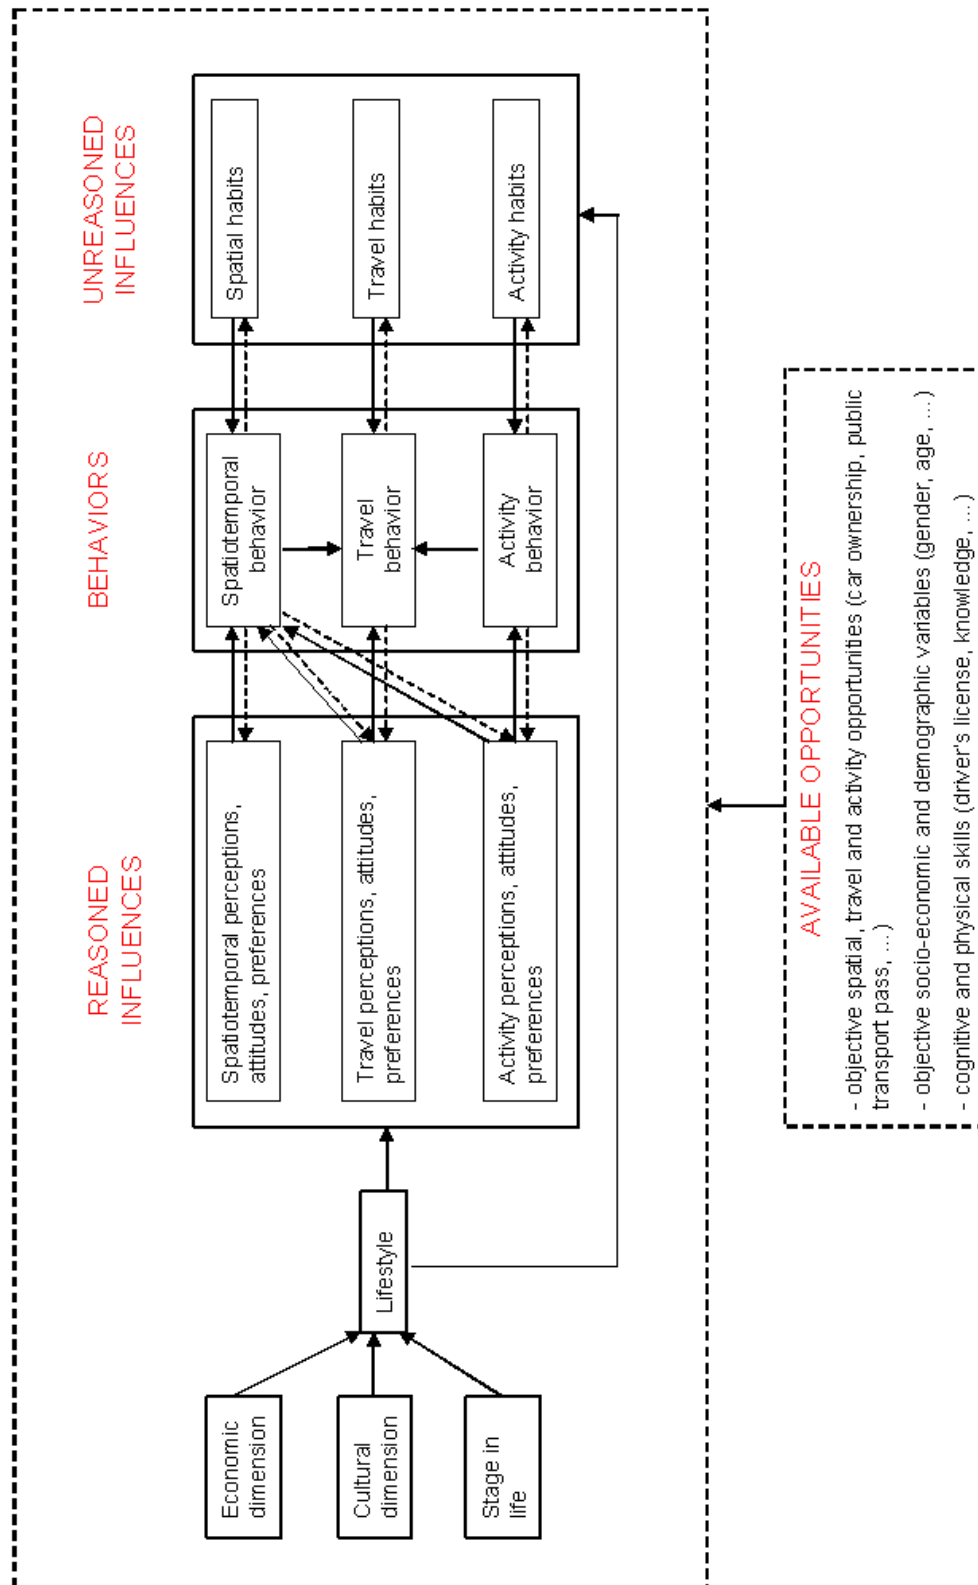 REASONED
INFLUENCES
BEHAVIORS
UNREASONED
INFLUENCES
Economic
dimension
Cultural
dimension
Stage in
life
Lifestyle
Spatiotemporal perceptions,
attitudes, preferences
Travel perceptions, attitudes,
preferences
Activity perceptions, attitudes,
preferences
Spatiotemporal
behavior
Travel
behavior
Activity
behavior
Spatial habits
Travel habits
Activity habits
AVAILABLE OPPORTUNITIES
- objective spatial, travel and activity opportunities (car ownership, public
transport pass, ...)
- objective socio-economic and demographic variables (gender, age, ...)
- cognitive and physical skills (driver's license, knowledge, ...)